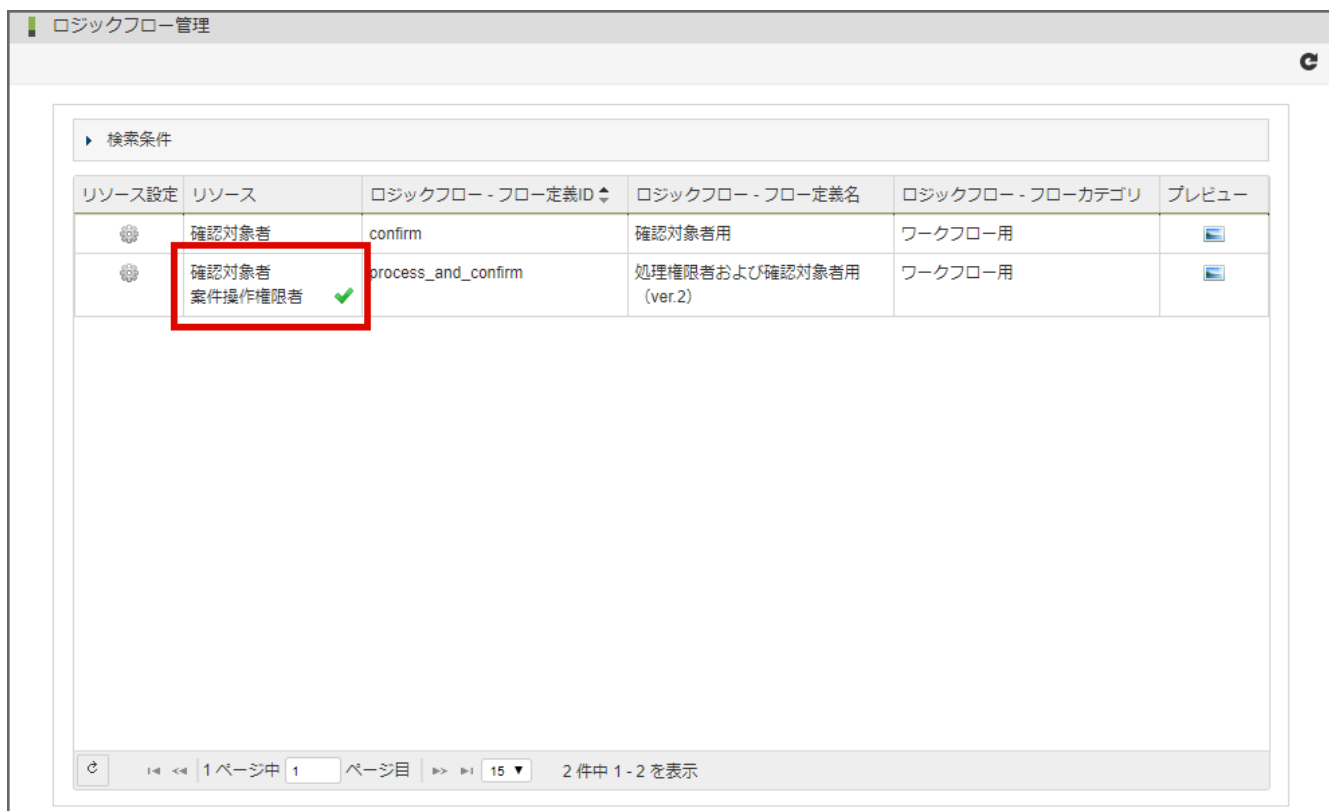 ロジックフロー管理
検索条件
リソース設定 リソース ロジックフロー - フロー定義ID ロジックフロー - フロー定義名 ロジックフロー - フローカテゴリ プレビュー
確認対象者 confirm 確認対象者用 ワークフロー用
確認対象者 process_and_confirm 処理権限者および確認対象者用 ワークフロー用
案件操作権限者 （ver.2）
1 ページ中 1 ページ目 15 ▼ 2 件中 1 - 2 を表示